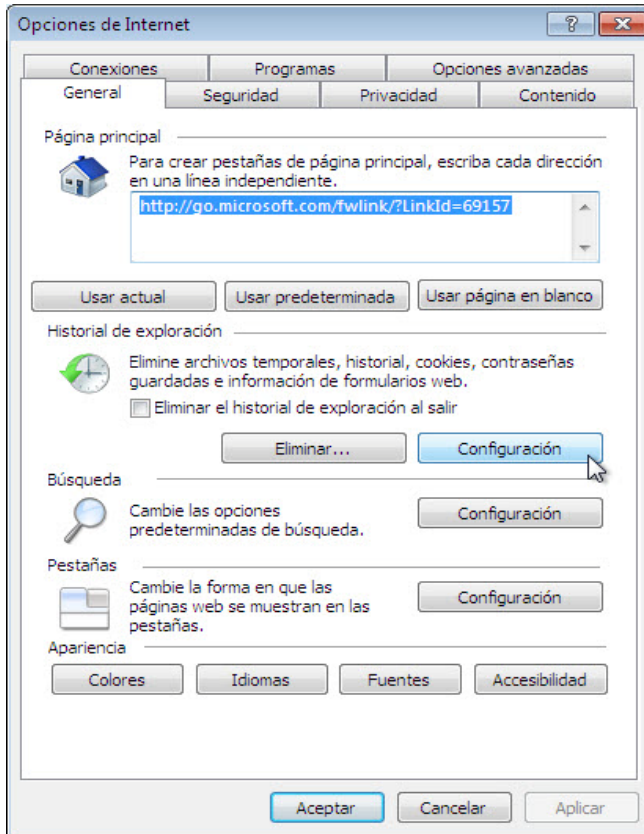 Opciones de Internet
Conexiones
Programas
Opciones avanzadas
General
Seguridad
Privacidad
Contenido
Página principal
Para crear pestañas de página principal, escriba cada dirección
en una línea independiente.
http://go.microsoft.com/fwlink/?LinkId=69157
Usar actual
Usar predeterminada
Usar página en blanco
Historial de exploración
Elimine archivos temporales, historial, cookies, contraseñas
guardadas e información de formularios web.
Eliminar el historial de exploración al salir
Eliminar...
Configuración
Búsqueda
Cambie las opciones
predeterminadas de búsqueda.
Configuración
Pestañas
Cambie la forma en que las
páginas web se muestran en las
pestañas.
Configuración
Apariencia
Colores
Idiomas
Fuentes
Accesibilidad
Aceptar
Cancelar
Aplicar